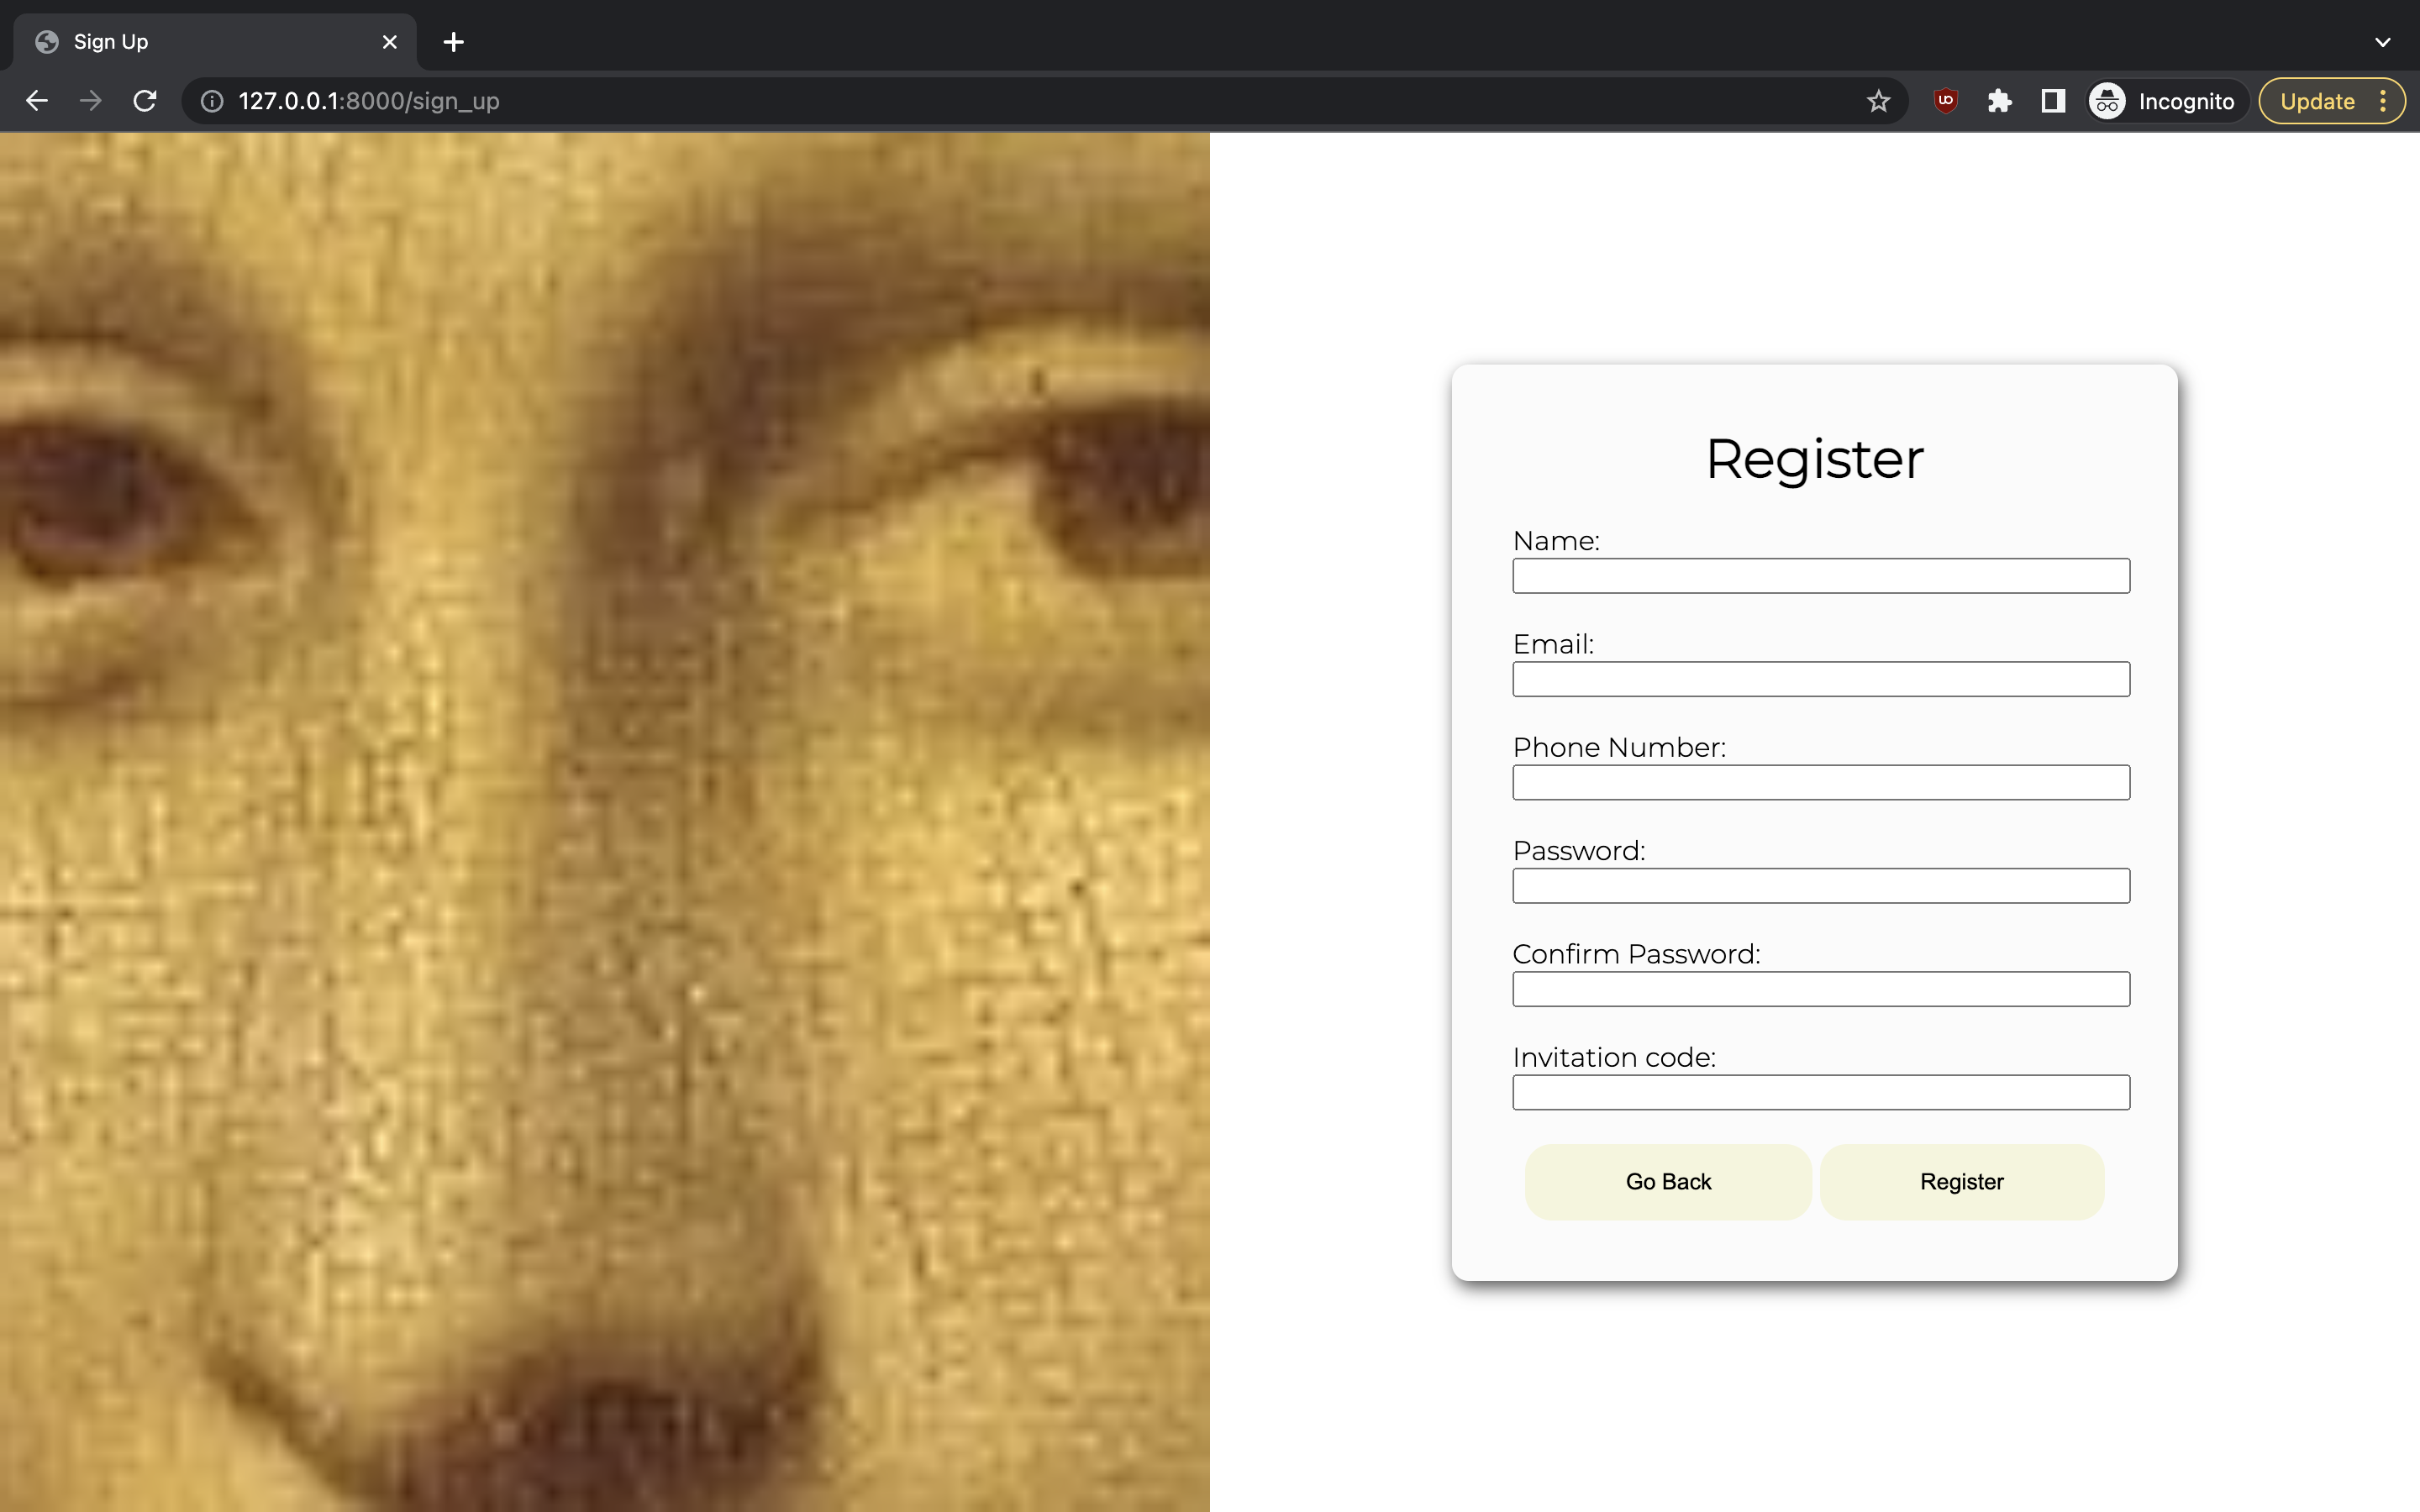 Sign Up
127.0.0.1:8000/sign_up
Incognito
Update
Register
Name:
Email:
Phone Number:
Password:
Confirm Password:
Invitation code:
Go Back Register